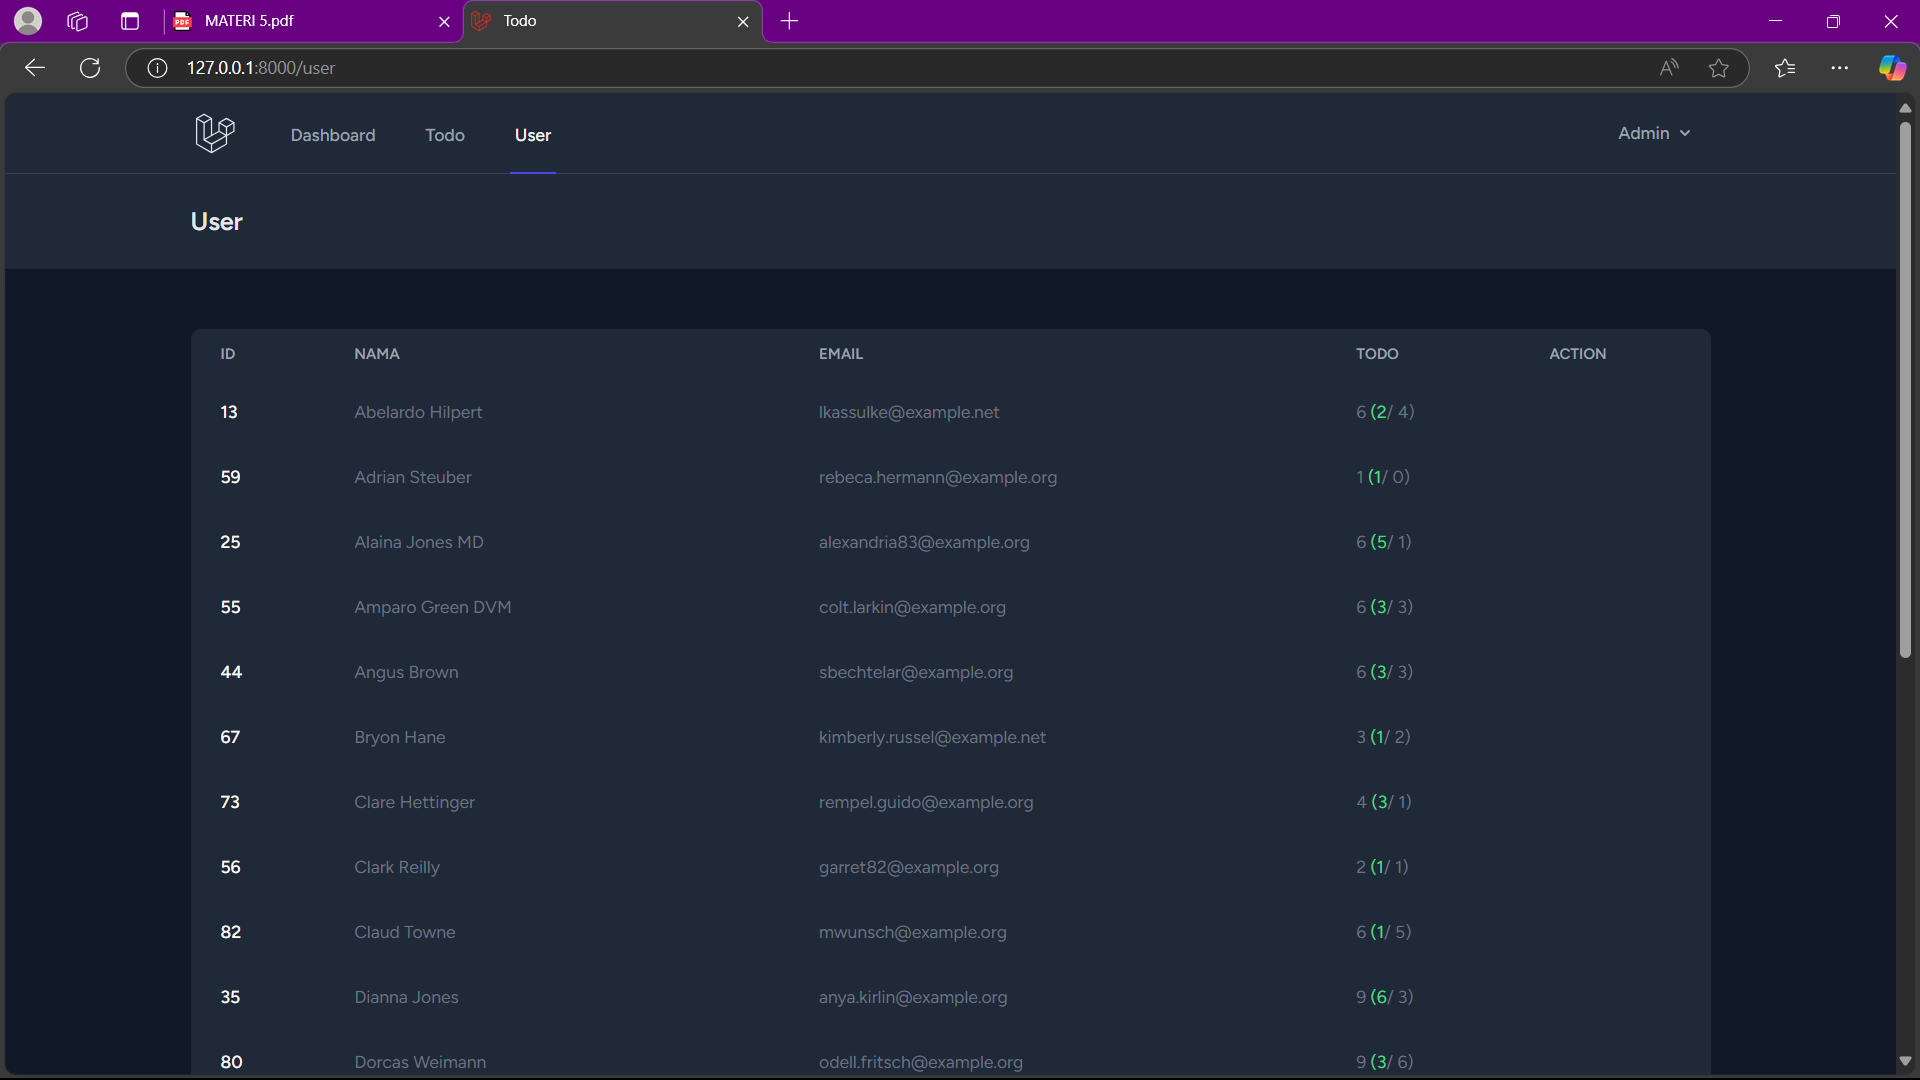 MATERI 5.pdf
Todo
127.0.0.1:8000/user
Dashboard Todo User Admin
User
ID NAMA EMAIL TODO ACTION
13 Abelardo Hilpert lkassulke@example.net 6 (2/ 4)
59 Adrian Steuber rebeca.hermann@example.org 1 (1/ 0)
25 Alaina Jones MD alexandria83@example.org 6 (5/ 1)
55 Amparo Green DVM colt.larkin@example.org 6 (3/ 3)
44 Angus Brown sbechtelar@example.org 6 (3/ 3)
67 Bryon Hane kimberly.russel@example.net 3 (1/ 2)
73 Clare Hettinger rempel.guido@example.org 4 (3/ 1)
56 Clark Reilly garret82@example.org 2 (1/ 1)
82 Claud Towne mwunsch@example.org 6 (1/ 5)
35 Dianna Jones anya.kirlin@example.org 9 (6/ 3)
80 Dorcas Weimann odell.fritsch@example.org 9 (3/ 6)